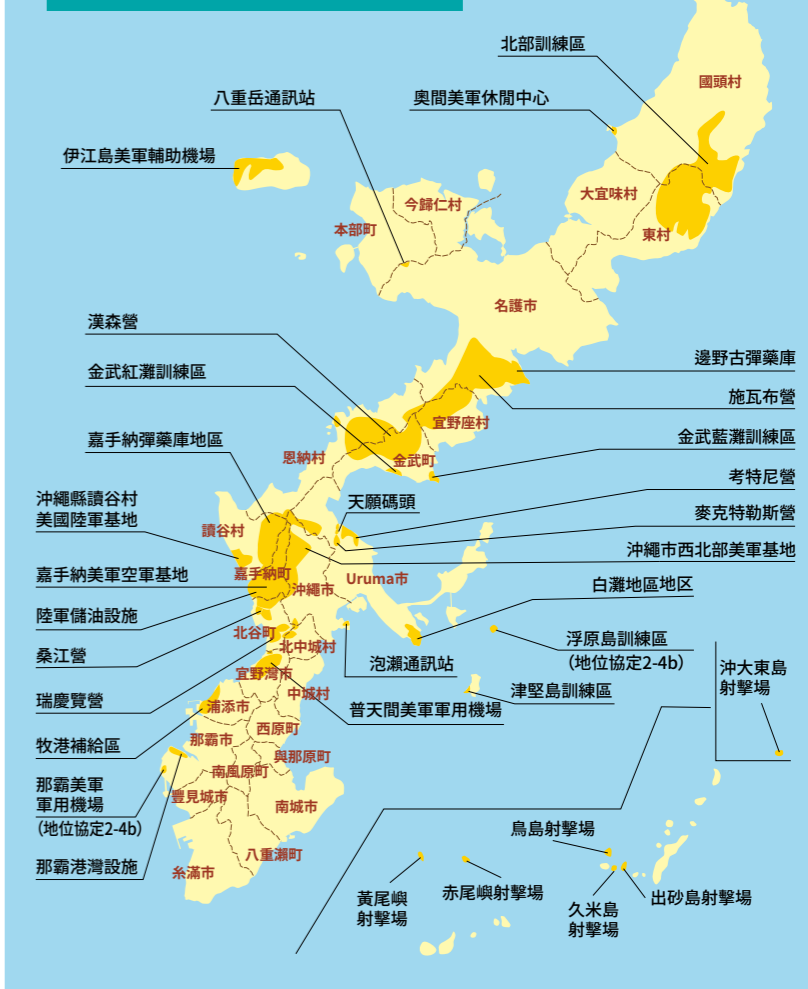 北部訓練區
國頭村
八重岳通訊站
奧間美軍休閒中心
伊江島美軍輔助機場
大宜味村
今歸仁村
本部町
東村
名護市
漢森營
邊野古彈藥庫
金武紅灘訓練區
施瓦布營
宜野座村
嘉手納彈藥庫地區
金武藍灘訓練區
恩納村
金武町
考特尼營
沖繩縣讀谷村
美國陸軍基地
天願碼頭
麥克特勒斯營
讀谷村
沖繩市西北部美軍基地
嘉手納美軍空軍基地
嘉手納町
Uruma市
沖繩市
白灘地區地区
陸軍儲油設施
北谷町
桑江營
北中城村
泡瀨通訊站
浮原島訓練區
(地位協定2-4b)
沖大東島
射擊場
宜野灣市
中城村
津堅島訓練區
瑞慶覽營
浦添市
普天間美軍軍用機場
西原町
牧港補給區
那霸市
與那原町
南風原町
那霸美軍
軍用機場
(地位協定2-4b)
豐見城市
南城市
鳥島射擊場
八重瀨町
那霸港灣設施
糸滿市
黃尾嶼
射擊場
赤尾嶼射擊場
久米島
射擊場
出砂島射擊場